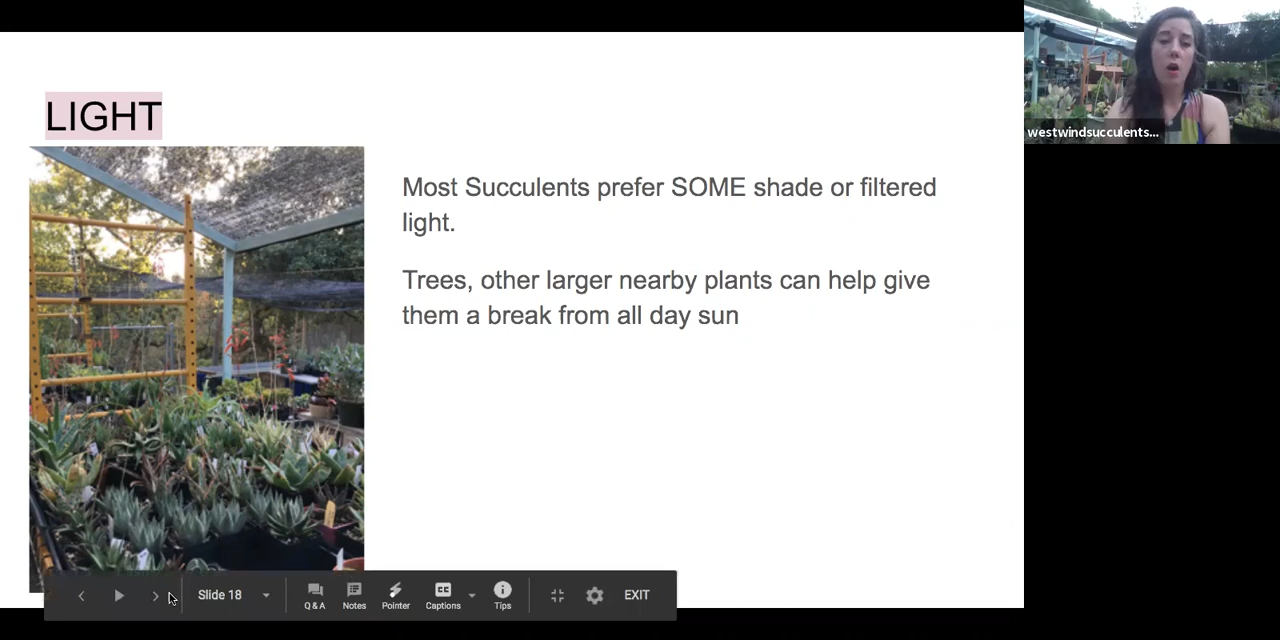 LIGHT
Most Succulents prefer SOME shade or filtered
light.
Trees, other larger nearby plants can help give
them a break from all day sun
westwindsucculents...
Slide 18
Q & A
Notes
Pointer
Captions
Tips
EXIT